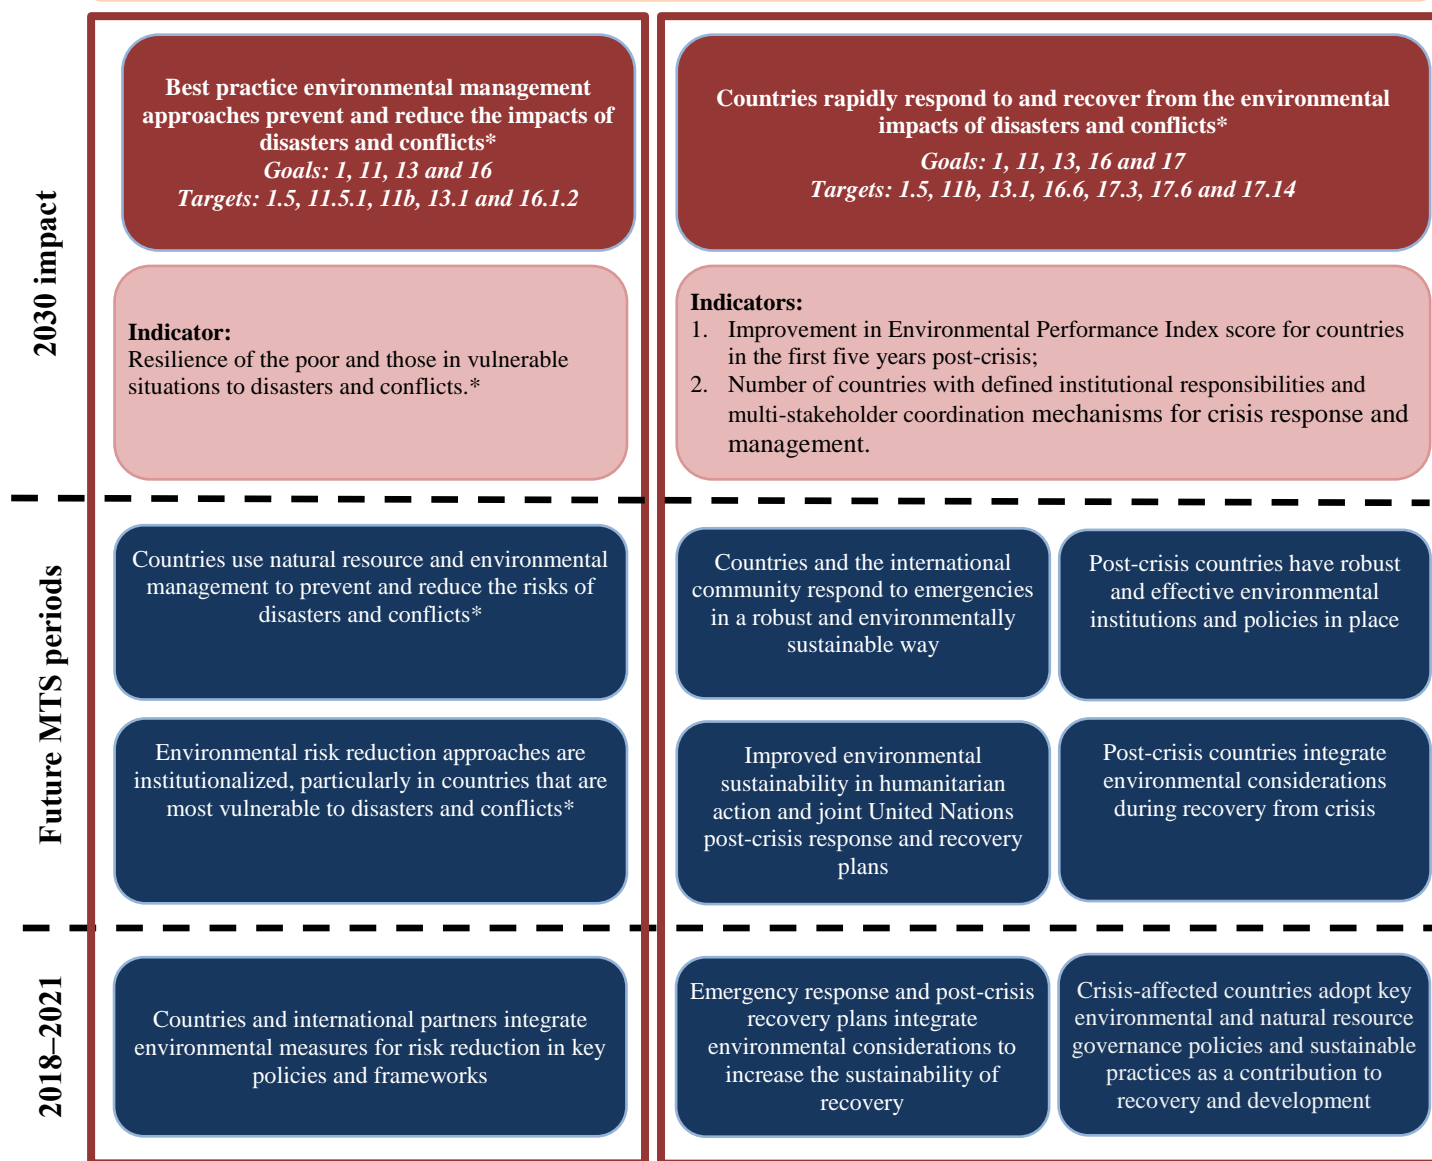 2030 impact
Best practice environmental management
approaches prevent and reduce the impacts of
disasters and conflicts*
Goals: 1, 11, 13 and 16
Targets: 1.5, 11.5.1, 11b, 13.1 and 16.1.2
Countries rapidly respond to and recover from the environmental
impacts of disasters and conflicts*
Goals: 1, 11, 13, 16 and 17
Targets: 1.5, 11b, 13.1, 16.6, 17.3, 17.6 and 17.14
Indicator:
Resilience of the poor and those in vulnerable
situations to disasters and conflicts.*
Indicators:
1. Improvement in Environmental Performance Index score for countries
in the first five years post-crisis;
2. Number of countries with defined institutional responsibilities and
multi-stakeholder coordination mechanisms for crisis response and
management.
Future MTS periods
Countries use natural resource and environmental
management to prevent and reduce the risks of
disasters and conflicts*
Countries and the international
community respond to emergencies
in a robust and environmentally
sustainable way
Post-crisis countries have robust
and effective environmental
institutions and policies in place
Environmental risk reduction approaches are
institutionalized, particularly in countries that are
most vulnerable to disasters and conflicts*
Improved environmental
sustainability in humanitarian
action and joint United Nations
post-crisis response and recovery
plans
Post-crisis countries integrate
environmental considerations
during recovery from crisis
2018–2021
Countries and international partners integrate
environmental measures for risk reduction in key
policies and frameworks
Emergency response and post-crisis
recovery plans integrate
environmental considerations to
increase the sustainability of
recovery
Crisis-affected countries adopt key
environmental and natural resource
governance policies and sustainable
practices as a contribution to
recovery and development